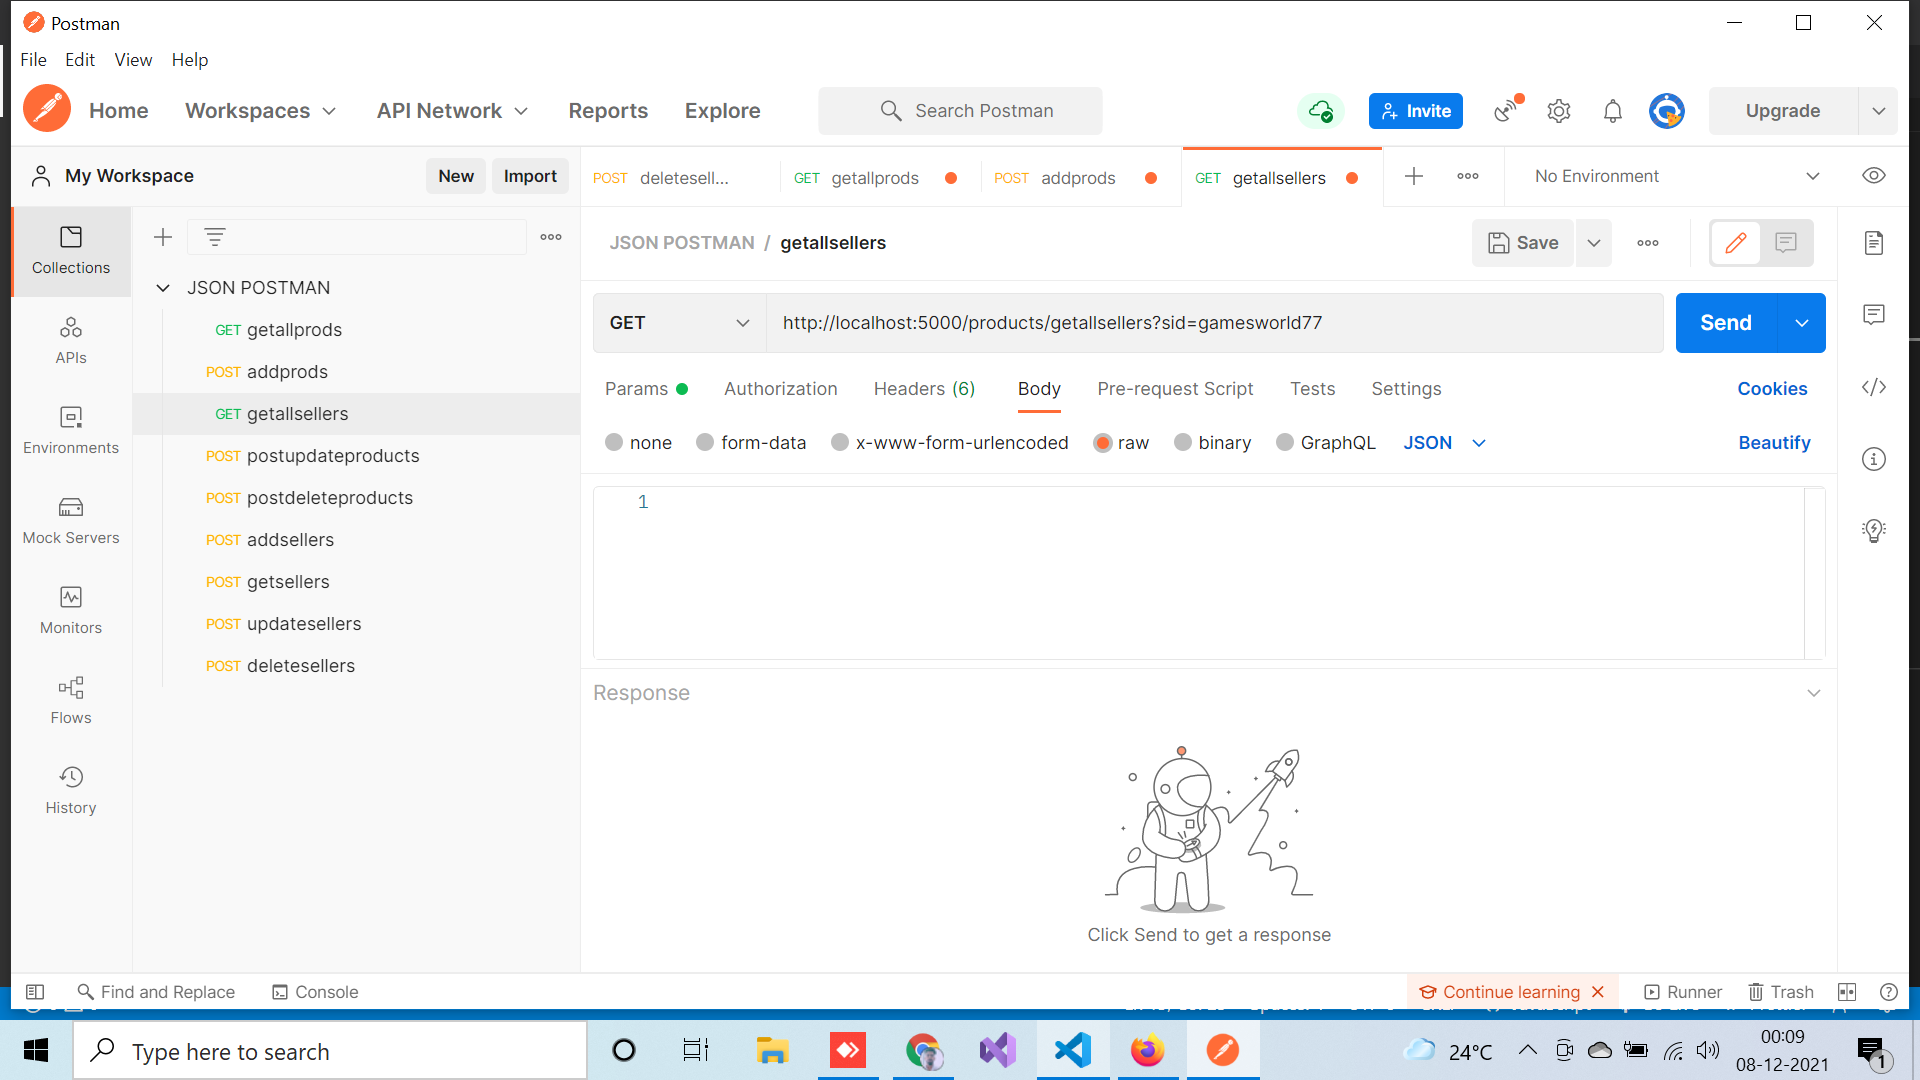 Postman
File Edit View Help
Home Workspaces API Network Reports Explore Search Postman Invite Upgrade
My Workspace New Import
POST deletesell... GET getallprods POST addprods GET getallsellers No Environment
Collections
APIs
Environments
Mock Servers
Monitors
Flows
History
JSON POSTMAN
GET getallprods
POST addprods
GET getallsellers
POST postupdateproducts
POST postdeleteproducts
POST addsellers
POST getsellers
POST updatesellers
POST deletesellers
JSON POSTMAN / getallsellers Save
GET http://localhost:5000/products/getallsellers?sid=gamesworld77 Send
Params Authorization Headers (6) Body Pre-request Script Tests Settings Cookies
none form-data x-www-form-urlencoded raw binary GraphQL JSON Beautify
1
Response
Click Send to get a response
Find and Replace Console Continue learning Runner Trash
Type here to search 24°C 00:09
08-12-2021 1